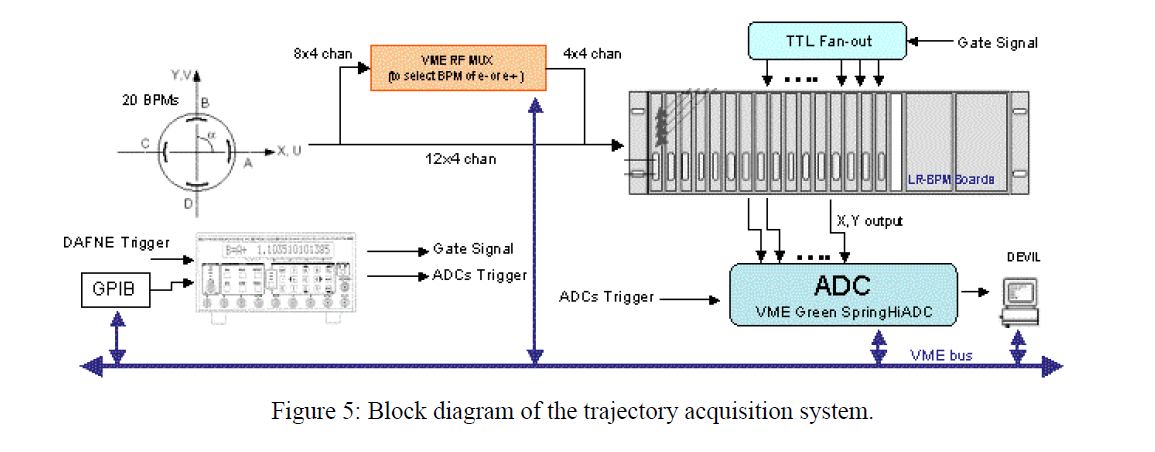 TTL Fan-out
Gate Signal
8x4 chan
VME RF MUX
(to select BPM of e- or e+ )
4x4 chan
Y,V
20 BPMs
B
α
C
A
X, U
D
12x4 chan
LR-BPM Boards
X,Y output
DAFNE Trigger
B=A+ 1.103510101385
Gate Signal
ADCs Trigger
GPIB
DEVIL
ADCs Trigger
ADC
VME Green SpringHiADC
VME bus
Figure 5: Block diagram of the trajectory acquisition system.